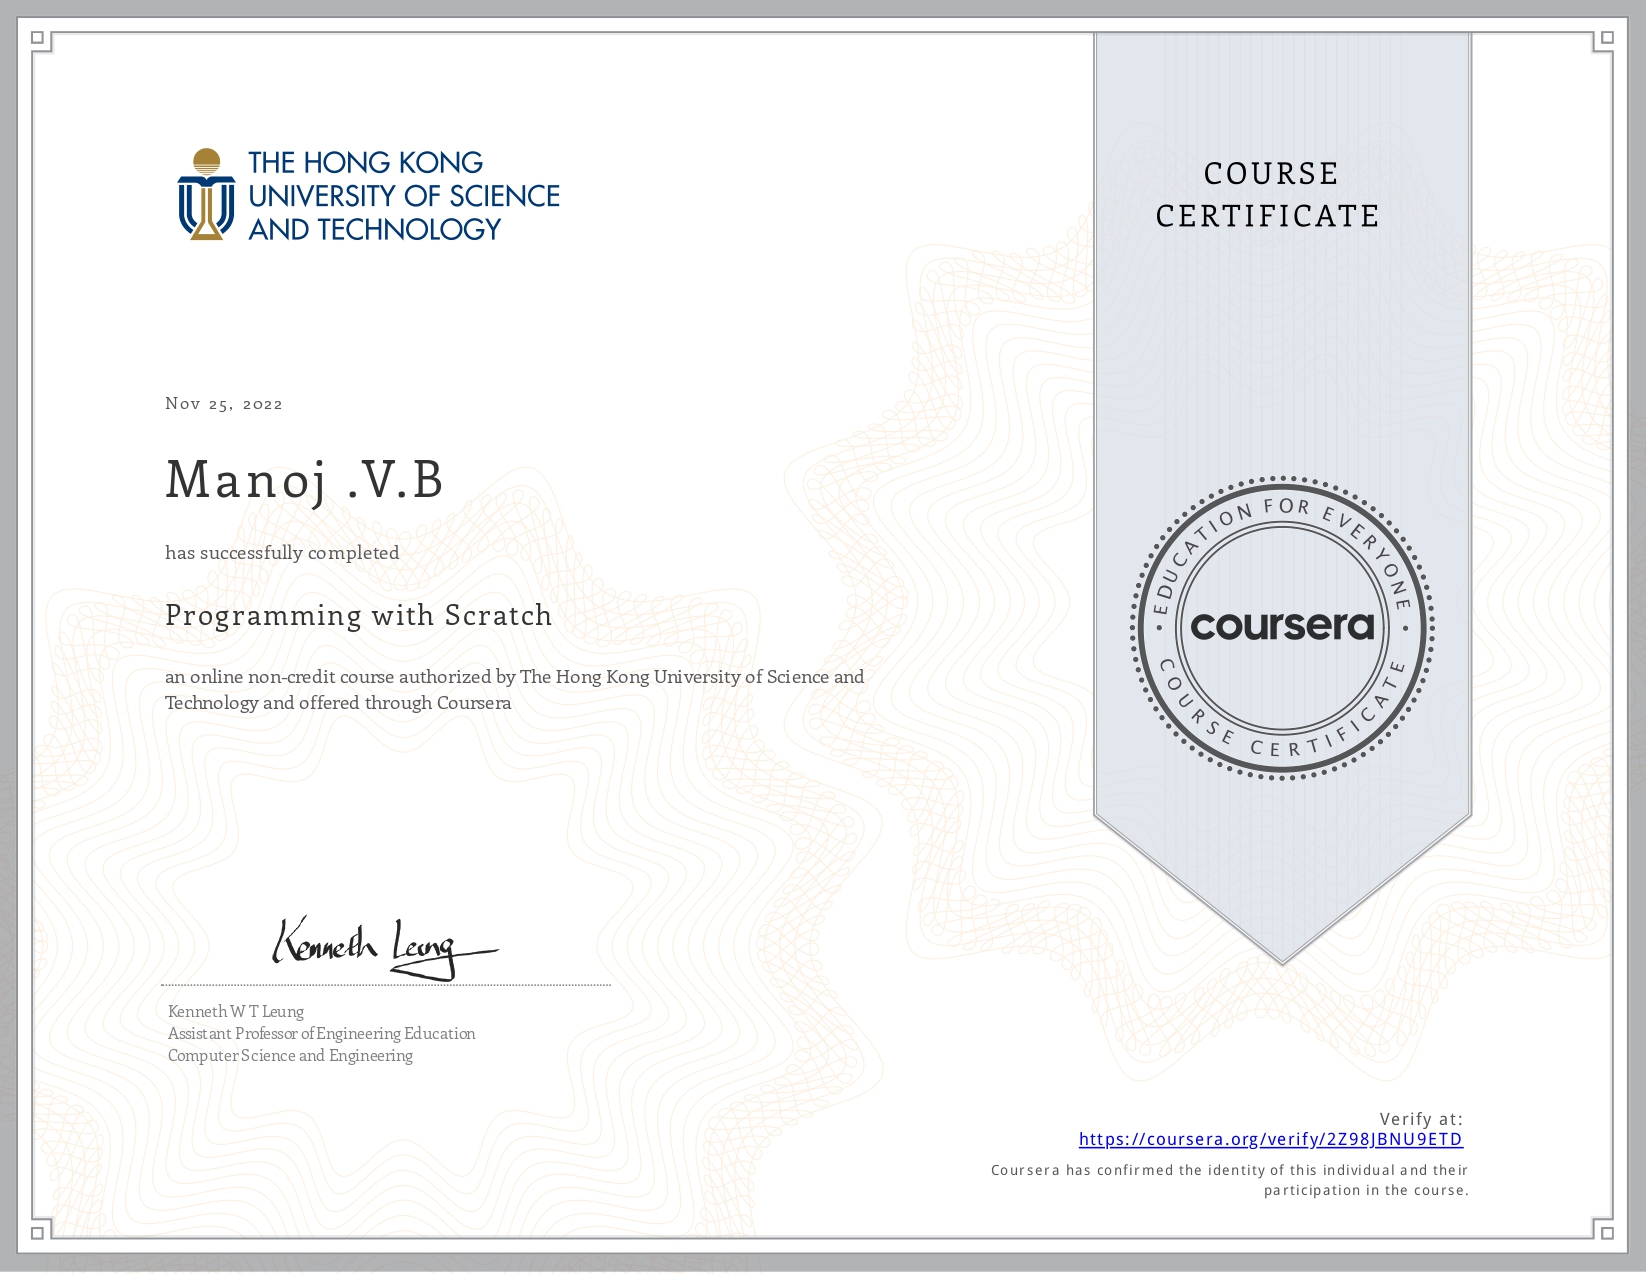 THE HONG KONG
UNIVERSITY OF SCIENCE
AND TECHNOLOGY
COURSE
CERTIFICATE
Nov 25, 2022
Manoj .V.B
has successfully completed
Programming with Scratch
an online non-credit course authorized by The Hong Kong University of Science and
Technology and offered through Coursera
EDUCATION FOR EVERYONE
coursera
COURSE CERTIFICATE
Kenneth Leung
Kenneth W T Leung
Assistant Professor of Engineering Education
Computer Science and Engineering
Verify at:
https://coursera.org/verify/2Z98JBNU9ETD
Coursera has confirmed the identity of this individual and their
participation in the course.